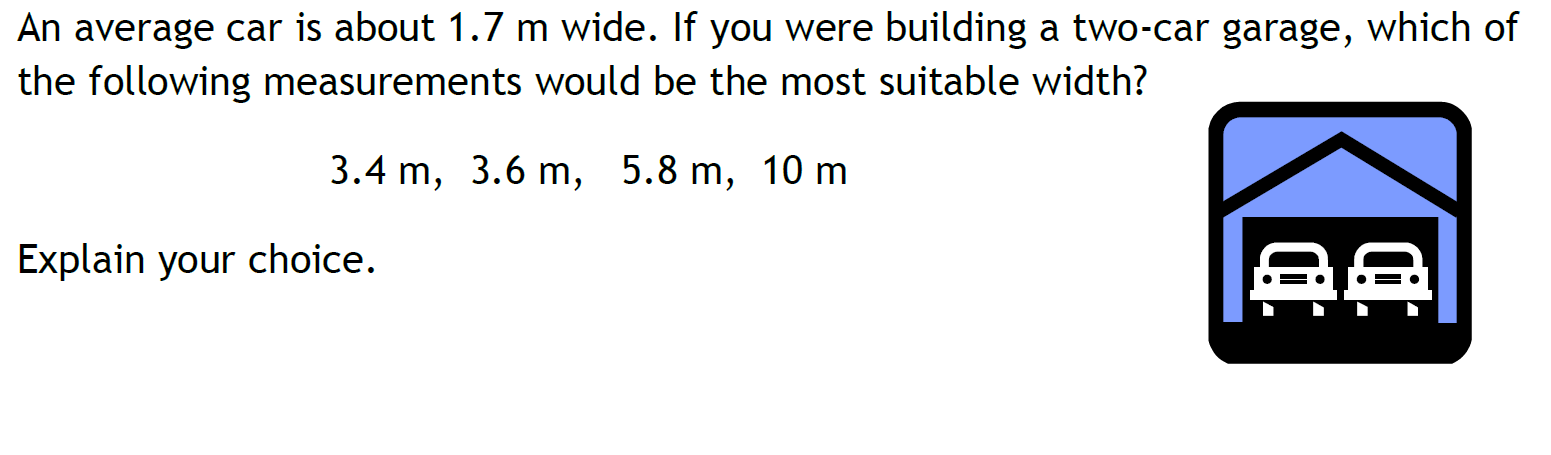 An average car is about 1.7 m wide. If you were building a two-car garage, which of
the following measurements would be the most suitable width?
3.4 m, 3.6 m, 5.8 m, 10 m
Explain your choice.